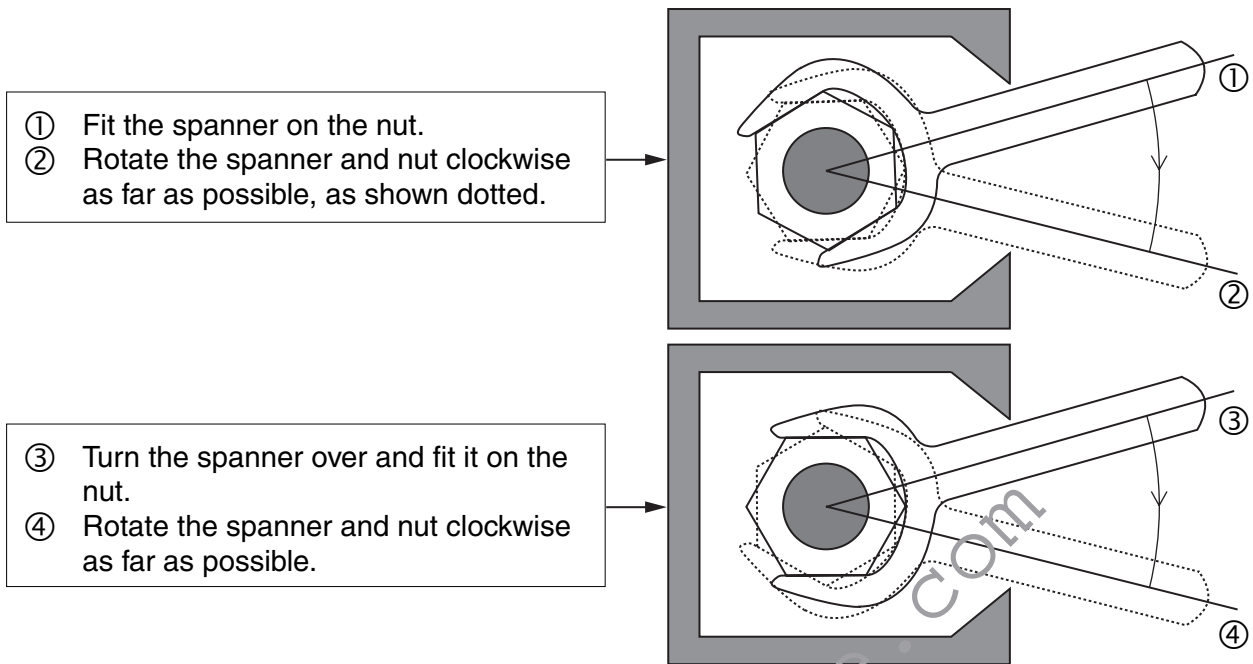 ① Fit the spanner on the nut.
② Rotate the spanner and nut clockwise
as far as possible, as shown dotted.
①
②
③ Turn the spanner over and fit it on the
nut.
④ Rotate the spanner and nut clockwise
as far as possible.
③
④
.com